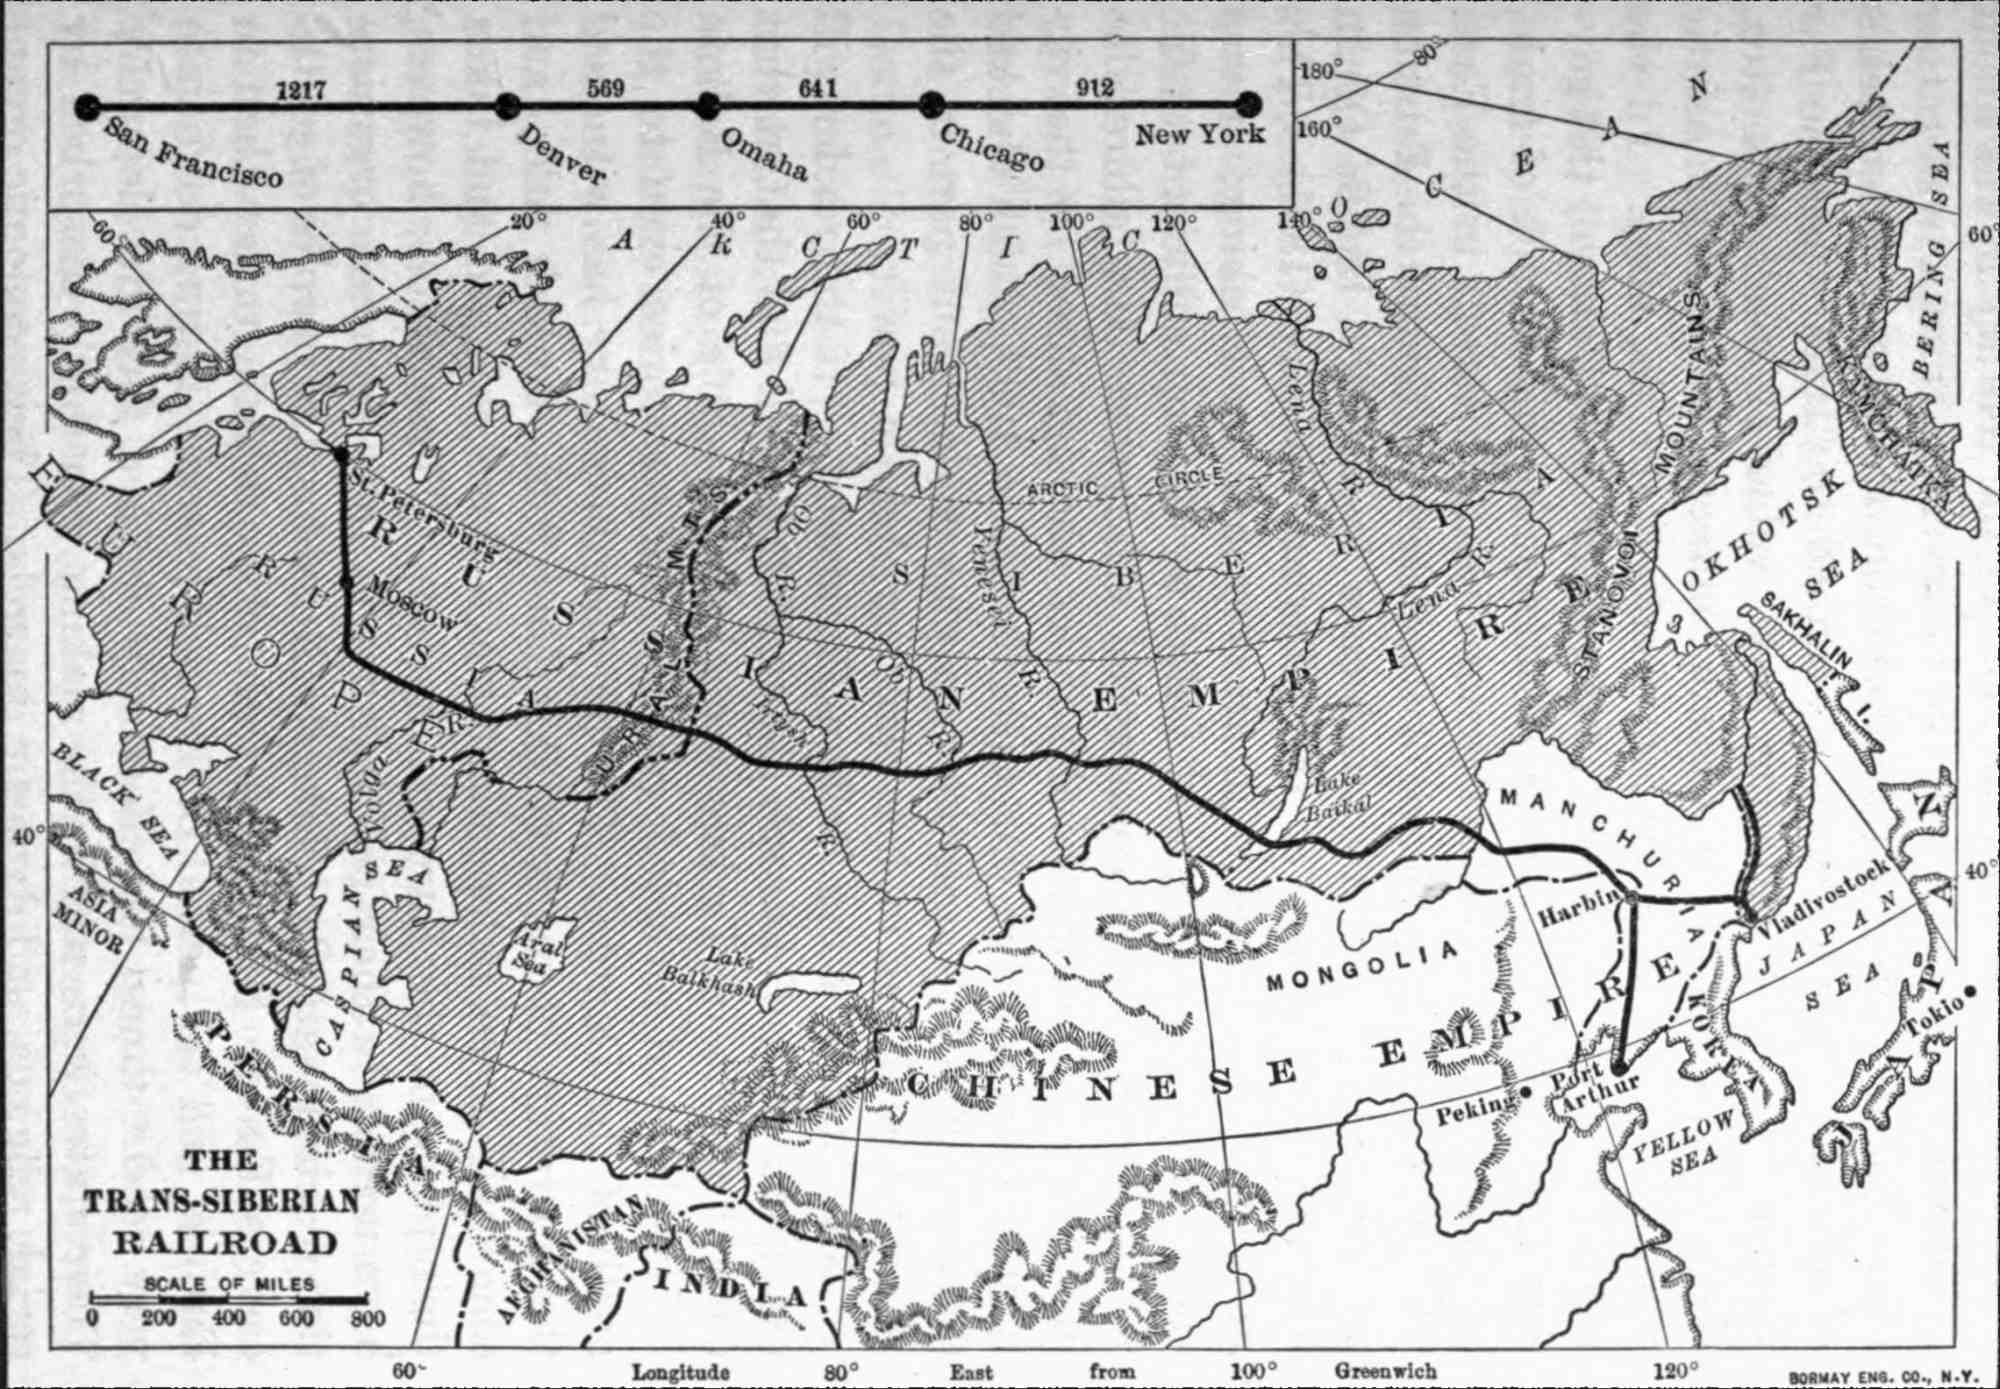 1217 569 641 912
San Francisco
Denver
Omaha
Chicago
New York
180°
80°
160°
60°
20° 40° 60° 80° 100° 120° 140°
ARCTIC OCEAN
BERING SEA
60°
KAMCHATKA
STANOVOI MOUNTAINS
OKHOTSK SEA
SAKHALIN I.
Lena R.
Lena R.
ARCTIC CIRCLE
SIBERIA
Yenesei R.
Ob R.
Ob R.
Irtysh R.
URAL MTS.
EUROPE
RUSSIA
RUSSIAN EMPIRE
St. Petersburg
Moscow
Volga R.
BLACK SEA
40°
ASIA MINOR
CASPIAN SEA
Aral Sea
Lake Balkhash
Lake Baikal
MANCHURIA
Harbin
Vladivostock
40°
JAPAN SEA
JAPAN
Tokio
KOREA
MONGOLIA
CHINESE EMPIRE
Peking
Port Arthur
YELLOW SEA
PERSIA
AFGHANISTAN
INDIA
THE
TRANS-SIBERIAN
RAILROAD
SCALE OF MILES
0 200 400 600 800
60° Longitude 80° East from 100° Greenwich 120°
BORMAY ENG. CO., N.Y.